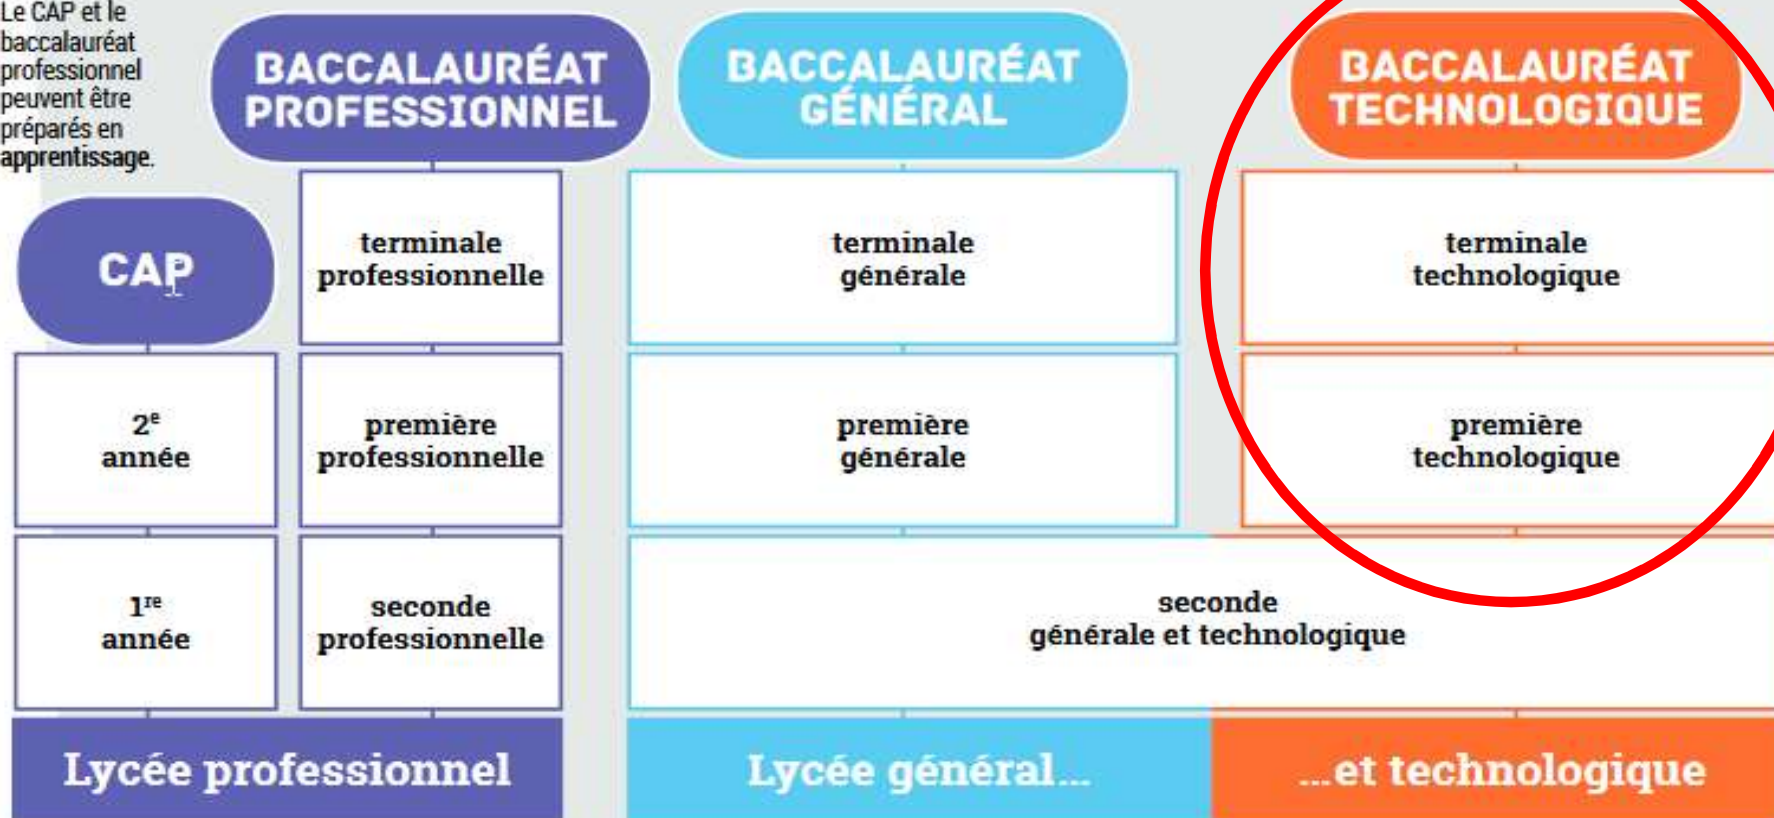 Le CAP et le
baccalauréat
professionnel
peuvent être
préparés en
apprentissage.
BACCALAURÉAT
PROFESSIONNEL
BACCALAURÉAT
GÉNÉRAL
BACCALAURÉAT
TECHNOLOGIQUE
CAP
terminale
professionnelle
terminale
générale
terminale
technologique
2e
année
première
professionnelle
première
générale
première
technologique
1re
année
seconde
professionnelle
seconde
générale et technologique
Lycée professionnel
Lycée général...
...et technologique